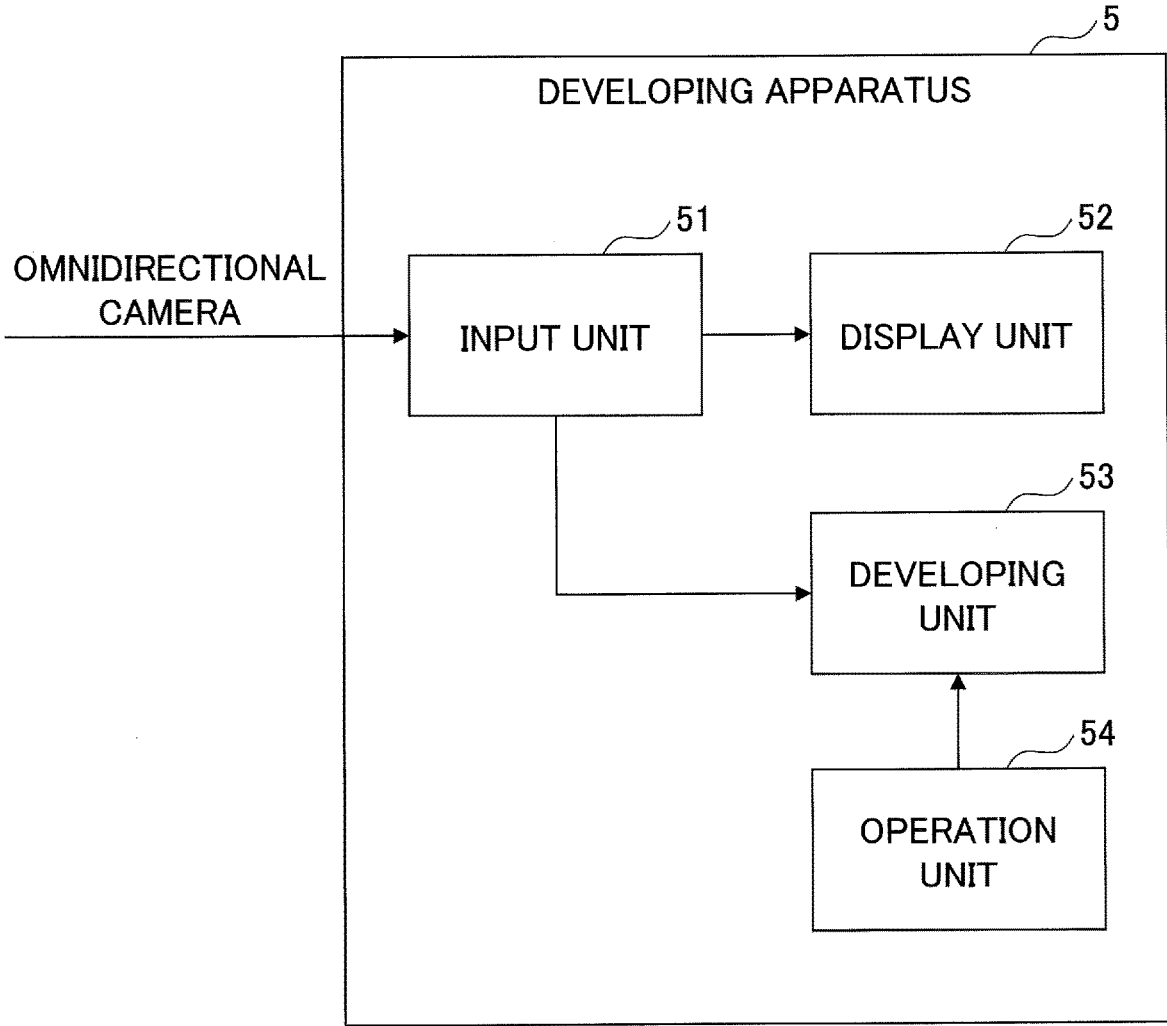 5
DEVELOPING APPARATUS
51
52
OMNIDIRECTIONAL
CAMERA
INPUT UNIT
DISPLAY UNIT
53
DEVELOPING
UNIT
54
OPERATION
UNIT